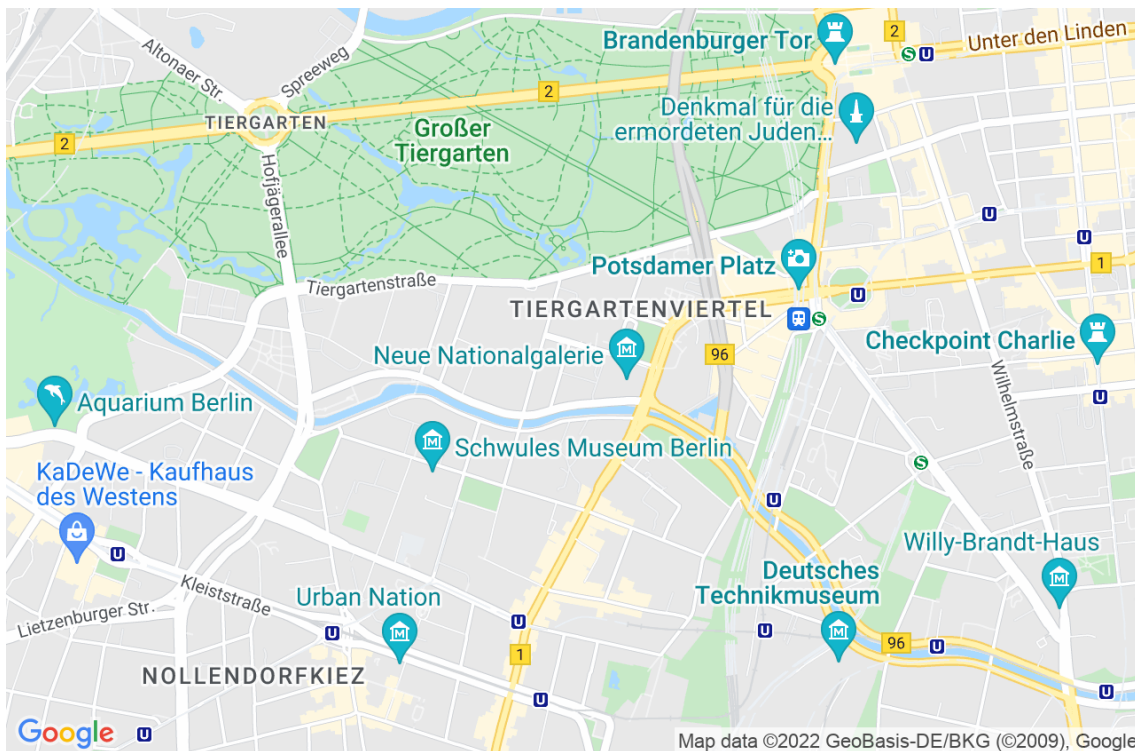 Brandenburger Tor
2
S
U
Unter den Linden
Altonaer Str.
Spreeweg
2
Denkmal für die
ermordeten Juden...
TIERGARTEN
Großer
Tiergarten
2
Hofjägerallee
U
U
Potsdamer Platz
1
Tiergartenstraße
U
TIERGARTENVIERTEL
S
Neue Nationalgalerie
M
96
Checkpoint Charlie
Wilhelmstraße
Aquarium Berlin
U
M
Schwules Museum Berlin
S
KaDeWe - Kaufhaus
des Westens
U
U
Willy-Brandt-Haus
M
Deutsches
Technikmuseum
M
Kleiststraße
Urban Nation
M
Lietzenburger Str.
U
U
U
U
96
U
1
NOLLENDORFKIEZ
U
U
Google
U
Map data ©2022 GeoBasis-DE/BKG (©2009), Google